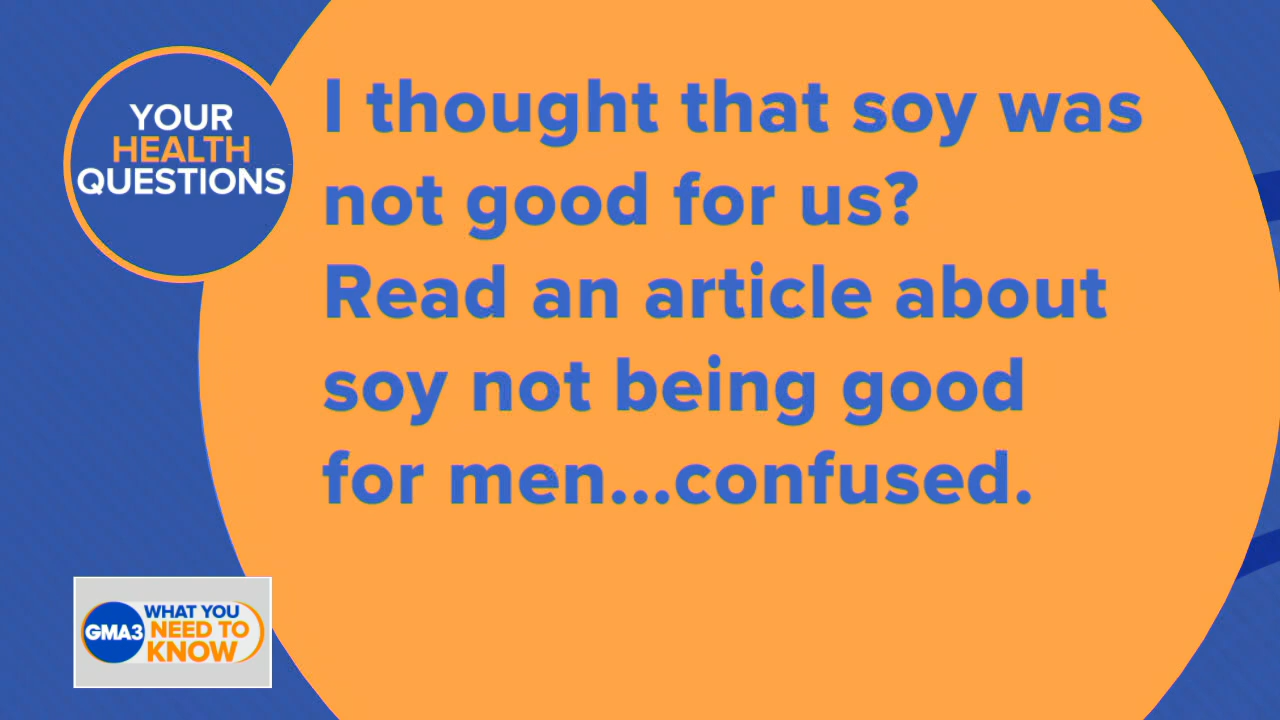 YOUR
HEALTH
QUESTIONS
I thought that soy was
not good for us?
Read an article about
soy not being good
for men...confused.
GMA3
WHAT YOU
NEED TO
KNOW